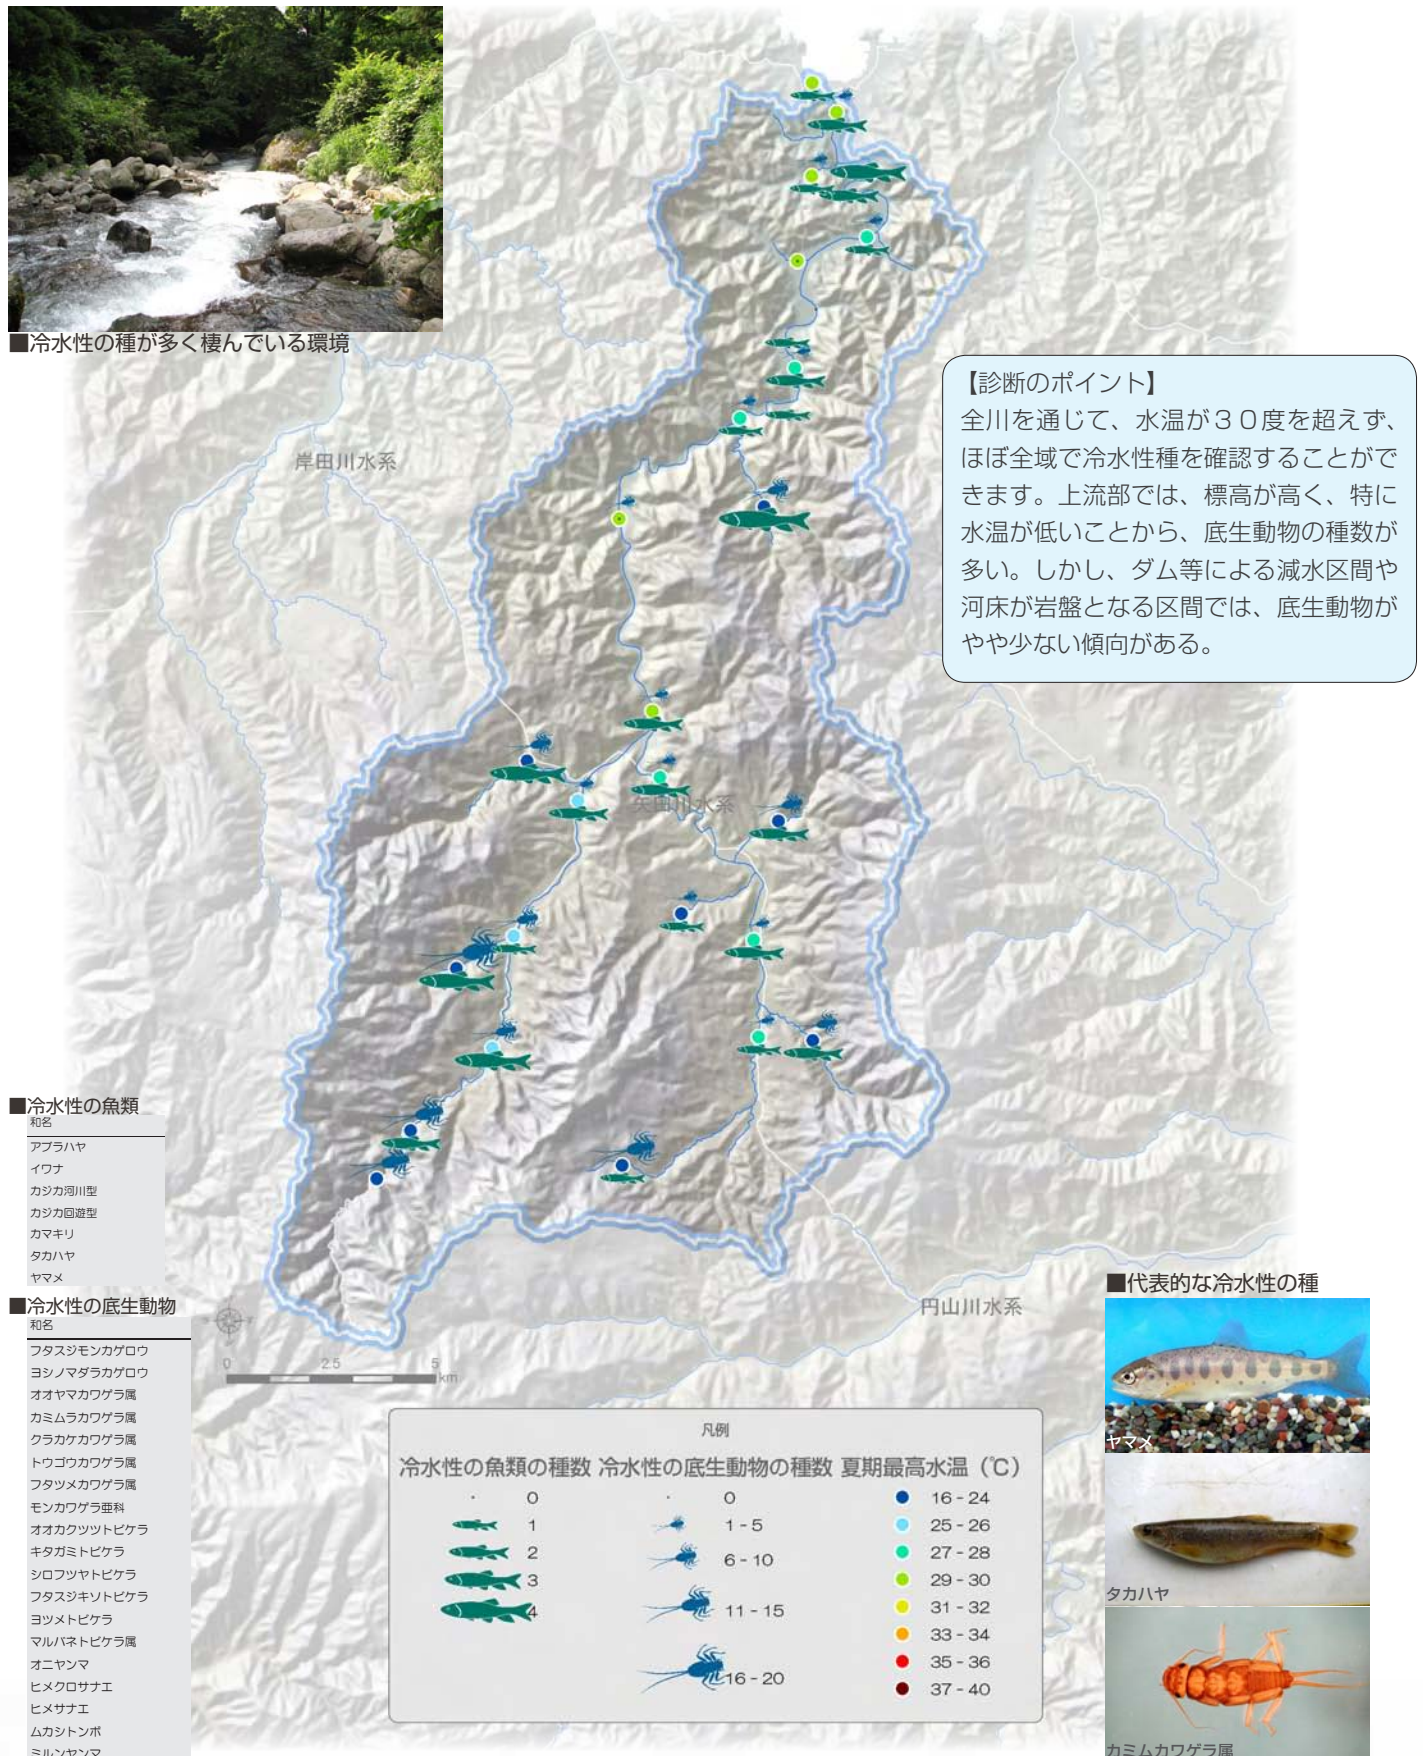 ■冷水性の種が多く棲んでいる環境
【診断のポイント】
全川を通じて、水温が３０度を超えず、
ほぼ全域で冷水性種を確認することがで
きます。上流部では、標高が高く、特に
水温が低いことから、底生動物の種数が
多い。しかし、ダム等による減水区間や
河床が岩盤となる区間では、底生動物が
やや少ない傾向がある。
岸田川水系
矢田川水系
円山川水系
■冷水性の魚類
和名
アブラハヤ
イワナ
カジカ河川型
カジカ回遊型
カマキリ
タカハヤ
ヤマメ
■冷水性の底生動物
和名
フタスジモンカゲロウ
ヨシノマダラカゲロウ
オオヤマカワゲラ属
カミムラカワゲラ属
クラカケカワゲラ属
トウゴウカワゲラ属
フタツメカワゲラ属
モンカワゲラ亜科
オオカクツツトビケラ
キタガミトビケラ
シロフツヤトビケラ
フタスジキソトビケラ
ヨツメトビケラ
マルバネトビケラ属
オニヤンマ
ヒメクロサナエ
ヒメサナエ
ムカシトンボ
ミルンヤンマ
0 2.5 5
km
凡例
冷水性の魚類の種数 冷水性の底生動物の種数 夏期最高水温（℃）
0 0 16 - 24
1 1 - 5 25 - 26
2 6 - 10 27 - 28
3 11 - 15 29 - 30
4 16 - 20 31 - 32
33 - 34
35 - 36
37 - 40
■代表的な冷水性の種
ヤマメ
タカハヤ
カミムカワゲラ属